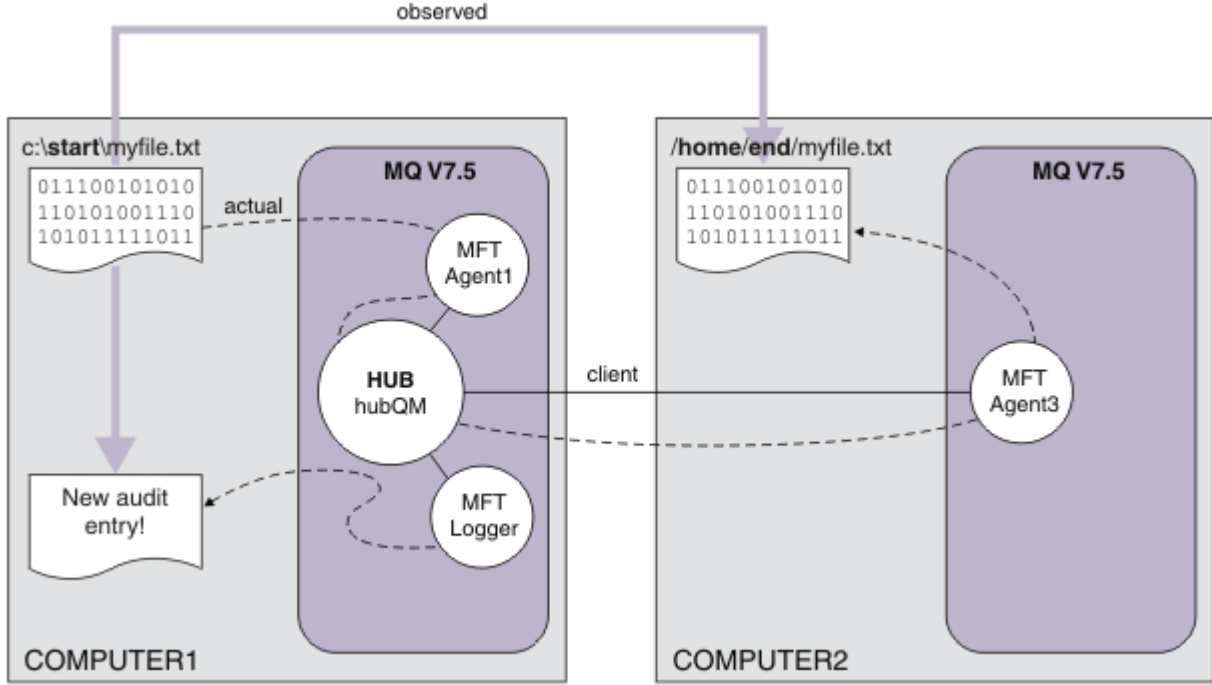 observed
c:\start\myfile.txt
011100101010
110101001110
101011111011
actual
MQ V7.5
MFT
Agent1
HUB
hubQM
client
MFT
Logger
New audit
entry!
COMPUTER1
/home/end/myfile.txt
011100101010
110101001110
101011111011
MQ V7.5
MFT
Agent3
COMPUTER2